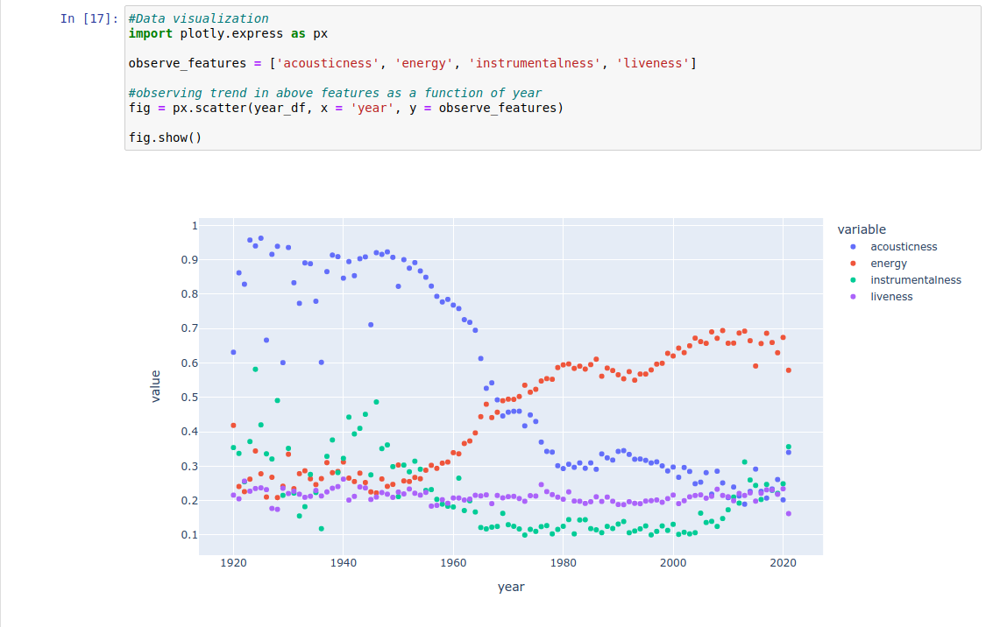 In [17]:
#Data visualization
import plotly.express as px
observe_features = ['acousticness', 'energy', 'instrumentalness', 'liveness']
#observing trend in above features as a function of year
fig = px.scatter(year_df, x = 'year', y = observe_features)
fig.show()
1
0.9
0.8
0.7
0.6
0.5
0.4
0.3
0.2
0.1
value
1920
1940
1960
1980
2000
2020
year
variable
acousticness
energy
instrumentalness
liveness